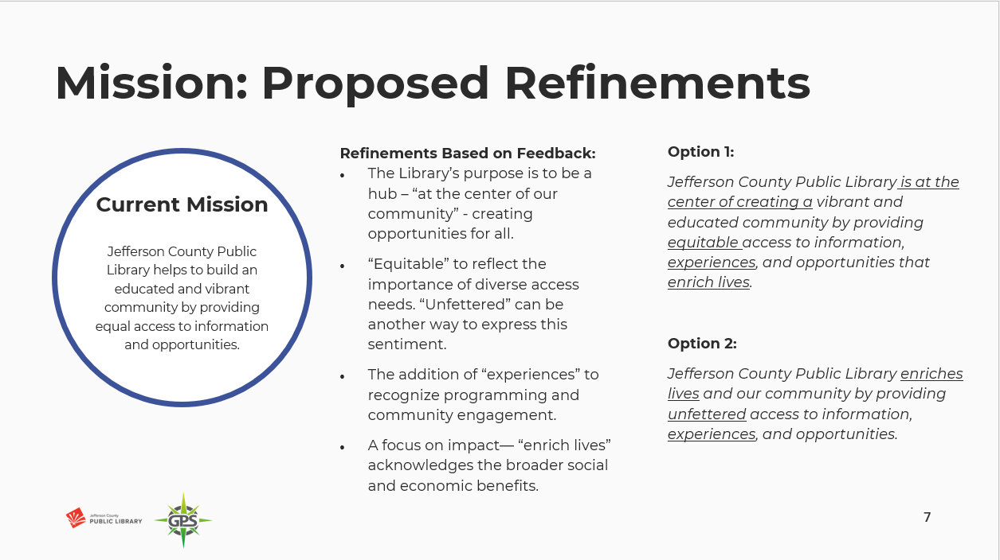 Mission: Proposed Refinements
Current Mission
Jefferson County Public
Library helps to build an
educated and vibrant
community by providing
equal access to information
and opportunities.
Refinements Based on Feedback:
• The Library’s purpose is to be a
hub – “at the center of our
community” - creating
opportunities for all.
• “Equitable” to reflect the
importance of diverse access
needs. “Unfettered” can be
another way to express this
sentiment.
• The addition of “experiences” to
recognize programming and
community engagement.
• A focus on impact— “enrich lives”
acknowledges the broader social
and economic benefits.
Option 1:
Jefferson County Public Library is at the
center of creating a vibrant and
educated community by providing
equitable access to information,
experiences, and opportunities that
enrich lives.
Option 2:
Jefferson County Public Library enriches
lives and our community by providing
unfettered access to information,
experiences, and opportunities.
Jefferson County
PUBLIC LIBRARY
GPS
7